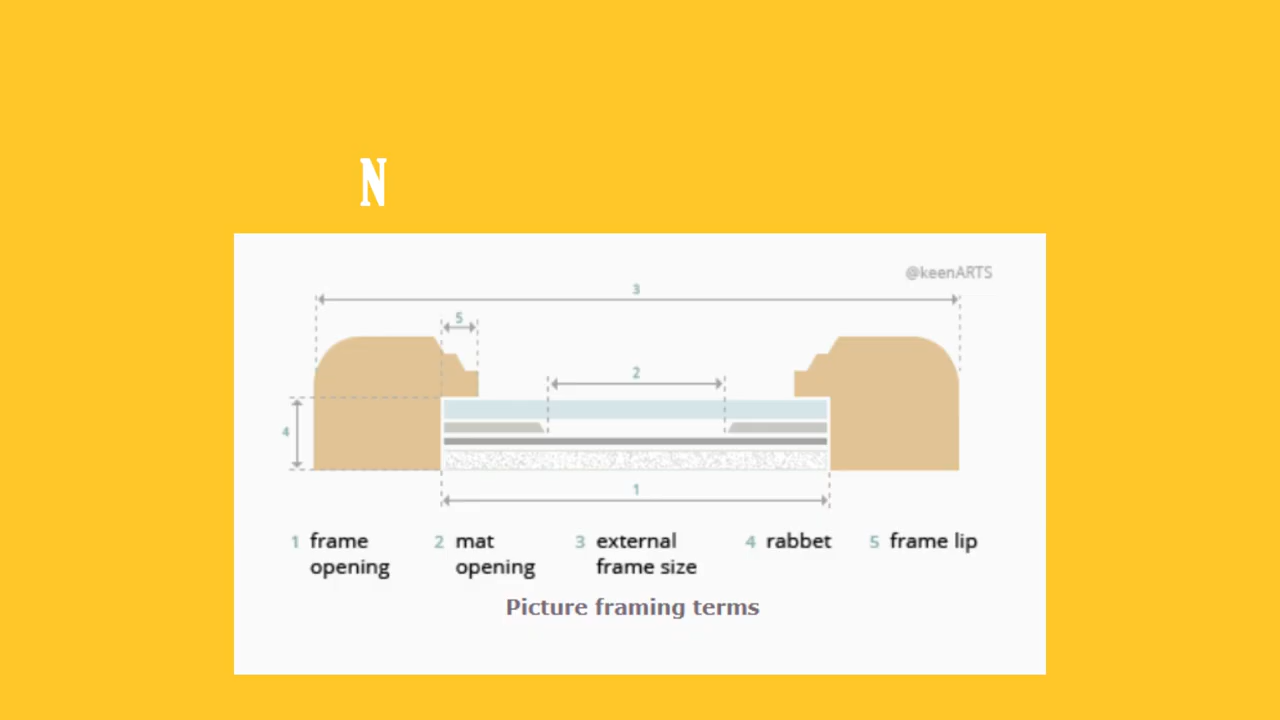 N
@keenARTS
3
5
2
4
1
1 frame opening
2 mat opening
3 external frame size
4 rabbet
5 frame lip
Picture framing terms